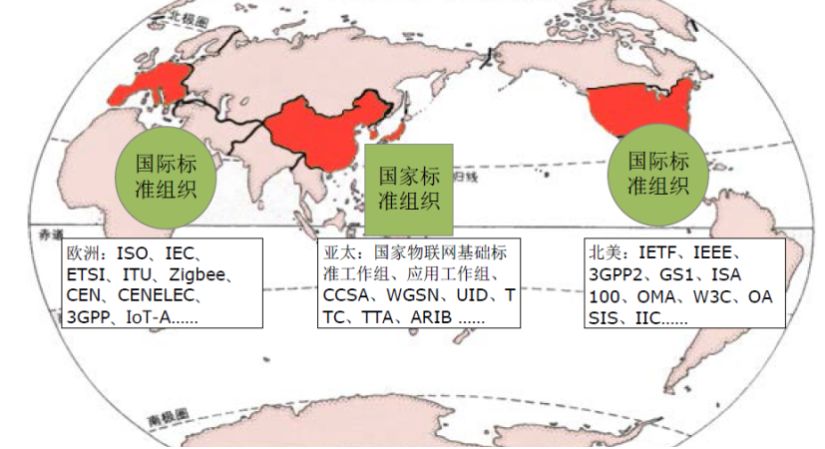 北极圈
国际标
准组织
国家标
准组织
归线
国际标
准组织
赤道
欧洲：ISO、IEC、
ETSI、ITU、Zigbee、
CEN、CENELEC、
3GPP、IoT-A……
亚太：国家物联网基础标
准工作组、应用工作组、
CCSA、WGSN、UID、T
TC、TTA、ARIB ……
北美：IETF、IEEE、
3GPP2、GS1、ISA
100、OMA、W3C、OA
SIS、IIC……
南极圈